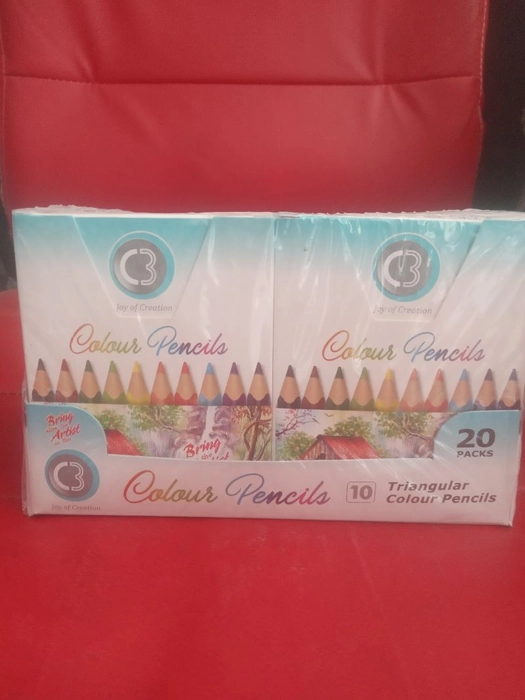 C3
Joy of Creation
Colour Pencils
C3
Joy of Creation
Colour Pencils
Bring
Artist
Bring
20
PACKS
C3
Joy of Creation
Colour Pencils
10
Triangular
Colour Pencils